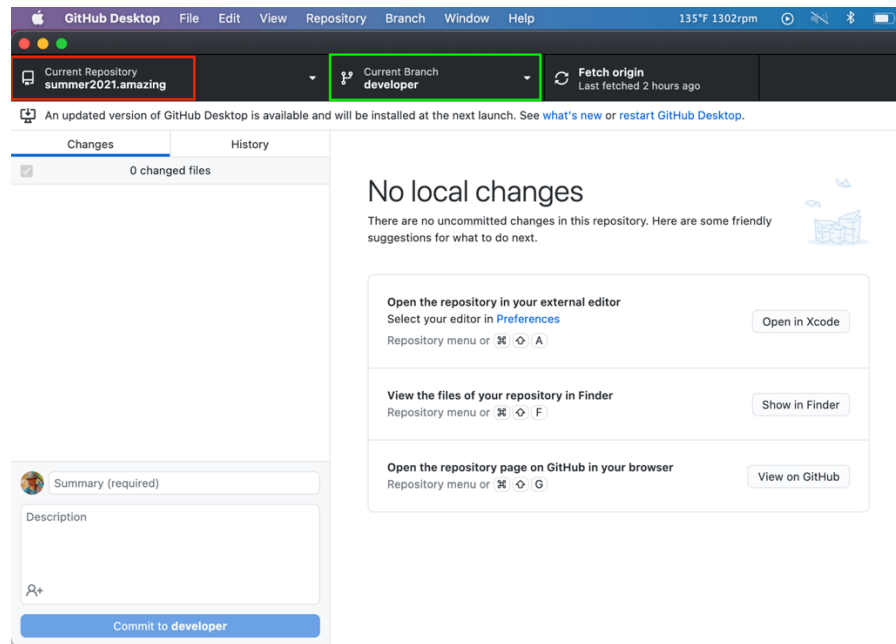 GitHub Desktop File Edit View Repository Branch Window Help 135°F 1302rpm
Current Repository
summer2021.amazing
Current Branch
developer
Fetch origin
Last fetched 2 hours ago
An updated version of GitHub Desktop is available and will be installed at the next launch. See what's new or restart GitHub Desktop.
Changes History
0 changed files
No local changes
There are no uncommitted changes in this repository. Here are some friendly
suggestions for what to do next.
Open the repository in your external editor
Select your editor in Preferences
Repository menu or ⌘ ⇧ A
Open in Xcode
View the files of your repository in Finder
Repository menu or ⌘ ⇧ F
Show in Finder
Open the repository page on GitHub in your browser
Repository menu or ⌘ ⇧ G
View on GitHub
Summary (required)
Description
Commit to developer